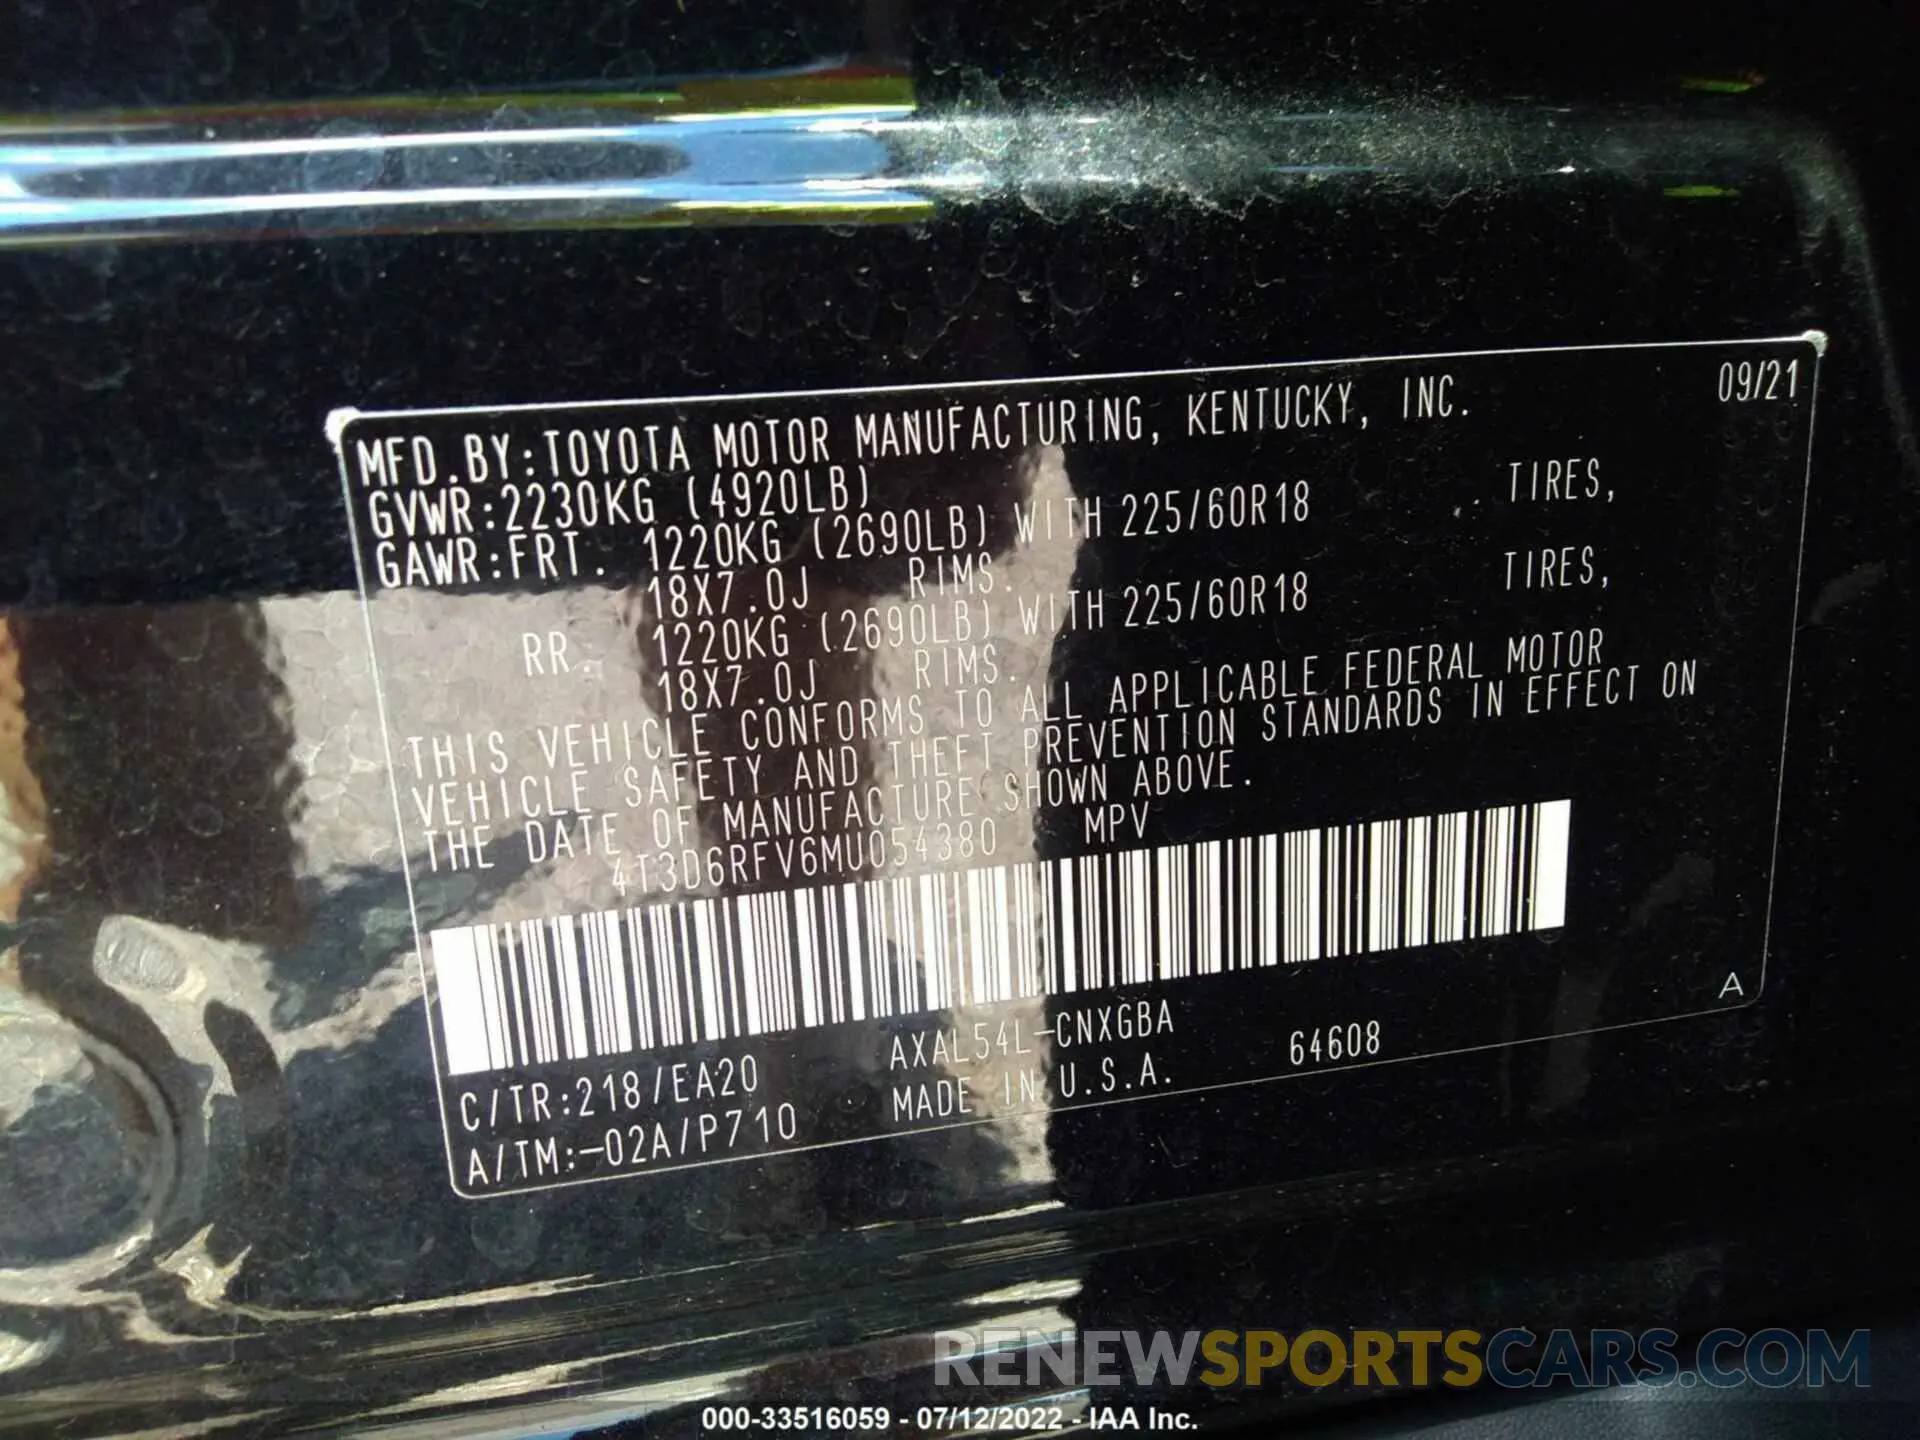 09/21
MFD.BY:TOYOTA MOTOR MANUFACTURING, KENTUCKY, INC.
GVWR:2230KG (4920LB)
GAWR:FRT. 1220KG (2690LB) WITH 225/60R18 TIRES,
18X7.0J RIMS.
RR. 1220KG (2690LB) WITH 225/60R18 TIRES,
18X7.0J RIMS.
THIS VEHICLE CONFORMS TO ALL APPLICABLE FEDERAL MOTOR
VEHICLE SAFETY AND THEFT PREVENTION STANDARDS IN EFFECT ON
THE DATE OF MANUFACTURE SHOWN ABOVE.
4T3D6RFV6MU054380 MPV
A
C/TR:218/EA20 AXAL54L-CNXGBA 64608
A/TM:-02A/P710 MADE IN U.S.A.
RENEWSPORTSCARS.COM
000-33516059 - 07/12/2022 - IAA Inc.